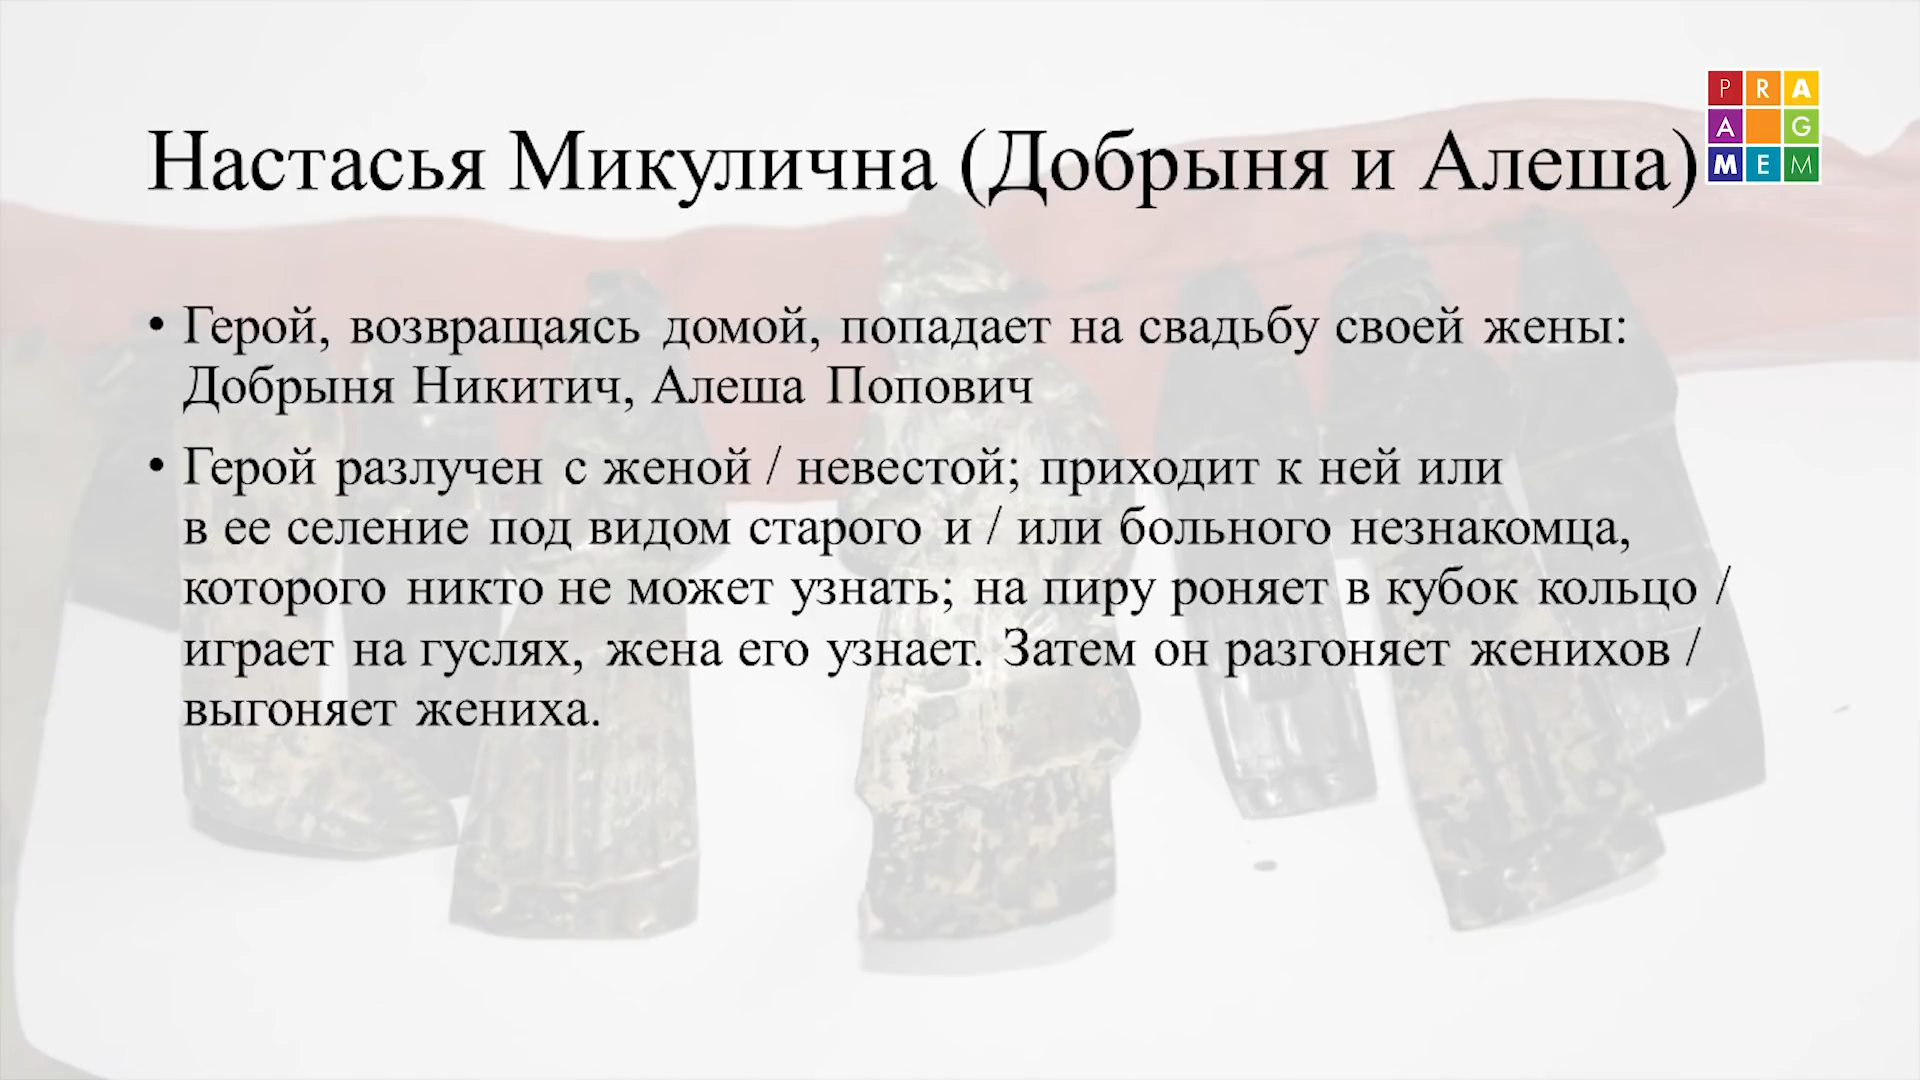 Настасья Микулична (Добрыня и Алеша)
PRA
AG
MEM
• Герой, возвращаясь домой, попадает на свадьбу своей жены:
Добрыня Никитич, Алеша Попович
• Герой разлучен с женой / невестой; приходит к ней или
в ее селение под видом старого и / или больного незнакомца,
которого никто не может узнать; на пиру роняет в кубок кольцо /
играет на гуслях, жена его узнает. Затем он разгоняет женихов /
выгоняет жениха.